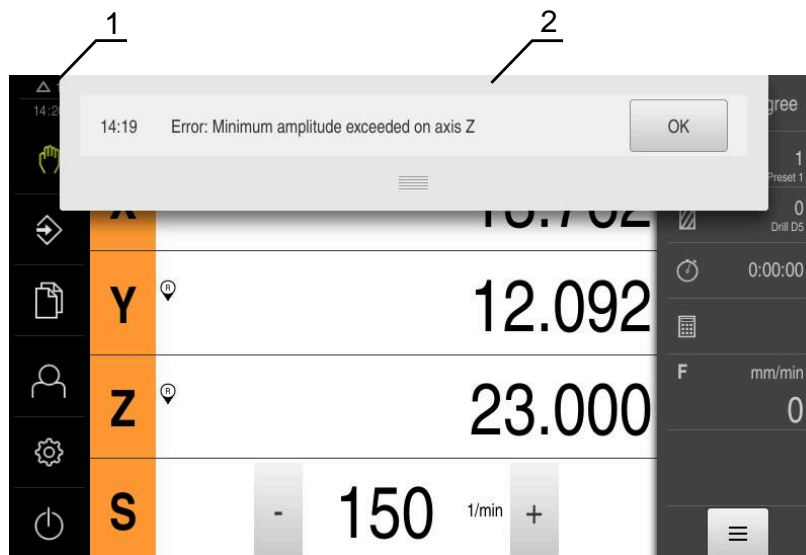 1
2
14:19 Error: Minimum amplitude exceeded on axis Z OK
1
Preset 1
X
0
Drill D5
0:00:00
Y R 12.092
F mm/min
0
Z R 23.000
S - 150 1/min +